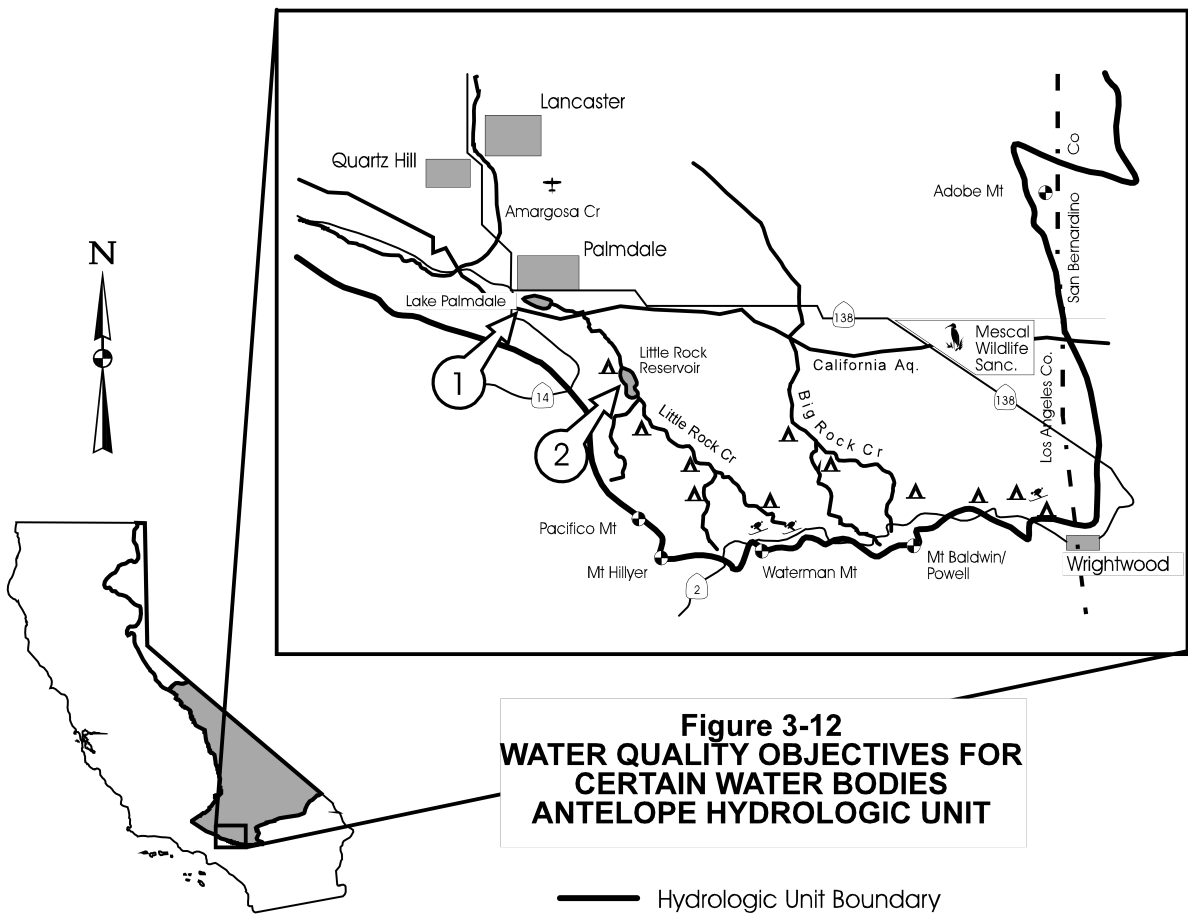 Lancaster
Quartz Hill
Amargosa Cr
Palmdale
Lake Palmdale
Adobe Mt
San Bernardino Co
Los Angeles Co.
138
Mescal
Wildlife
Sanc.
California Aq.
138
Little Rock
Reservoir
1
14
2
Little Rock Cr
Big Rock Cr
Pacifico Mt
Mt Hillyer
Waterman Mt
Mt Baldwin/
Powell
Wrightwood
2
N
Figure 3-12
WATER QUALITY OBJECTIVES FOR
CERTAIN WATER BODIES
ANTELOPE HYDROLOGIC UNIT
Hydrologic Unit Boundary